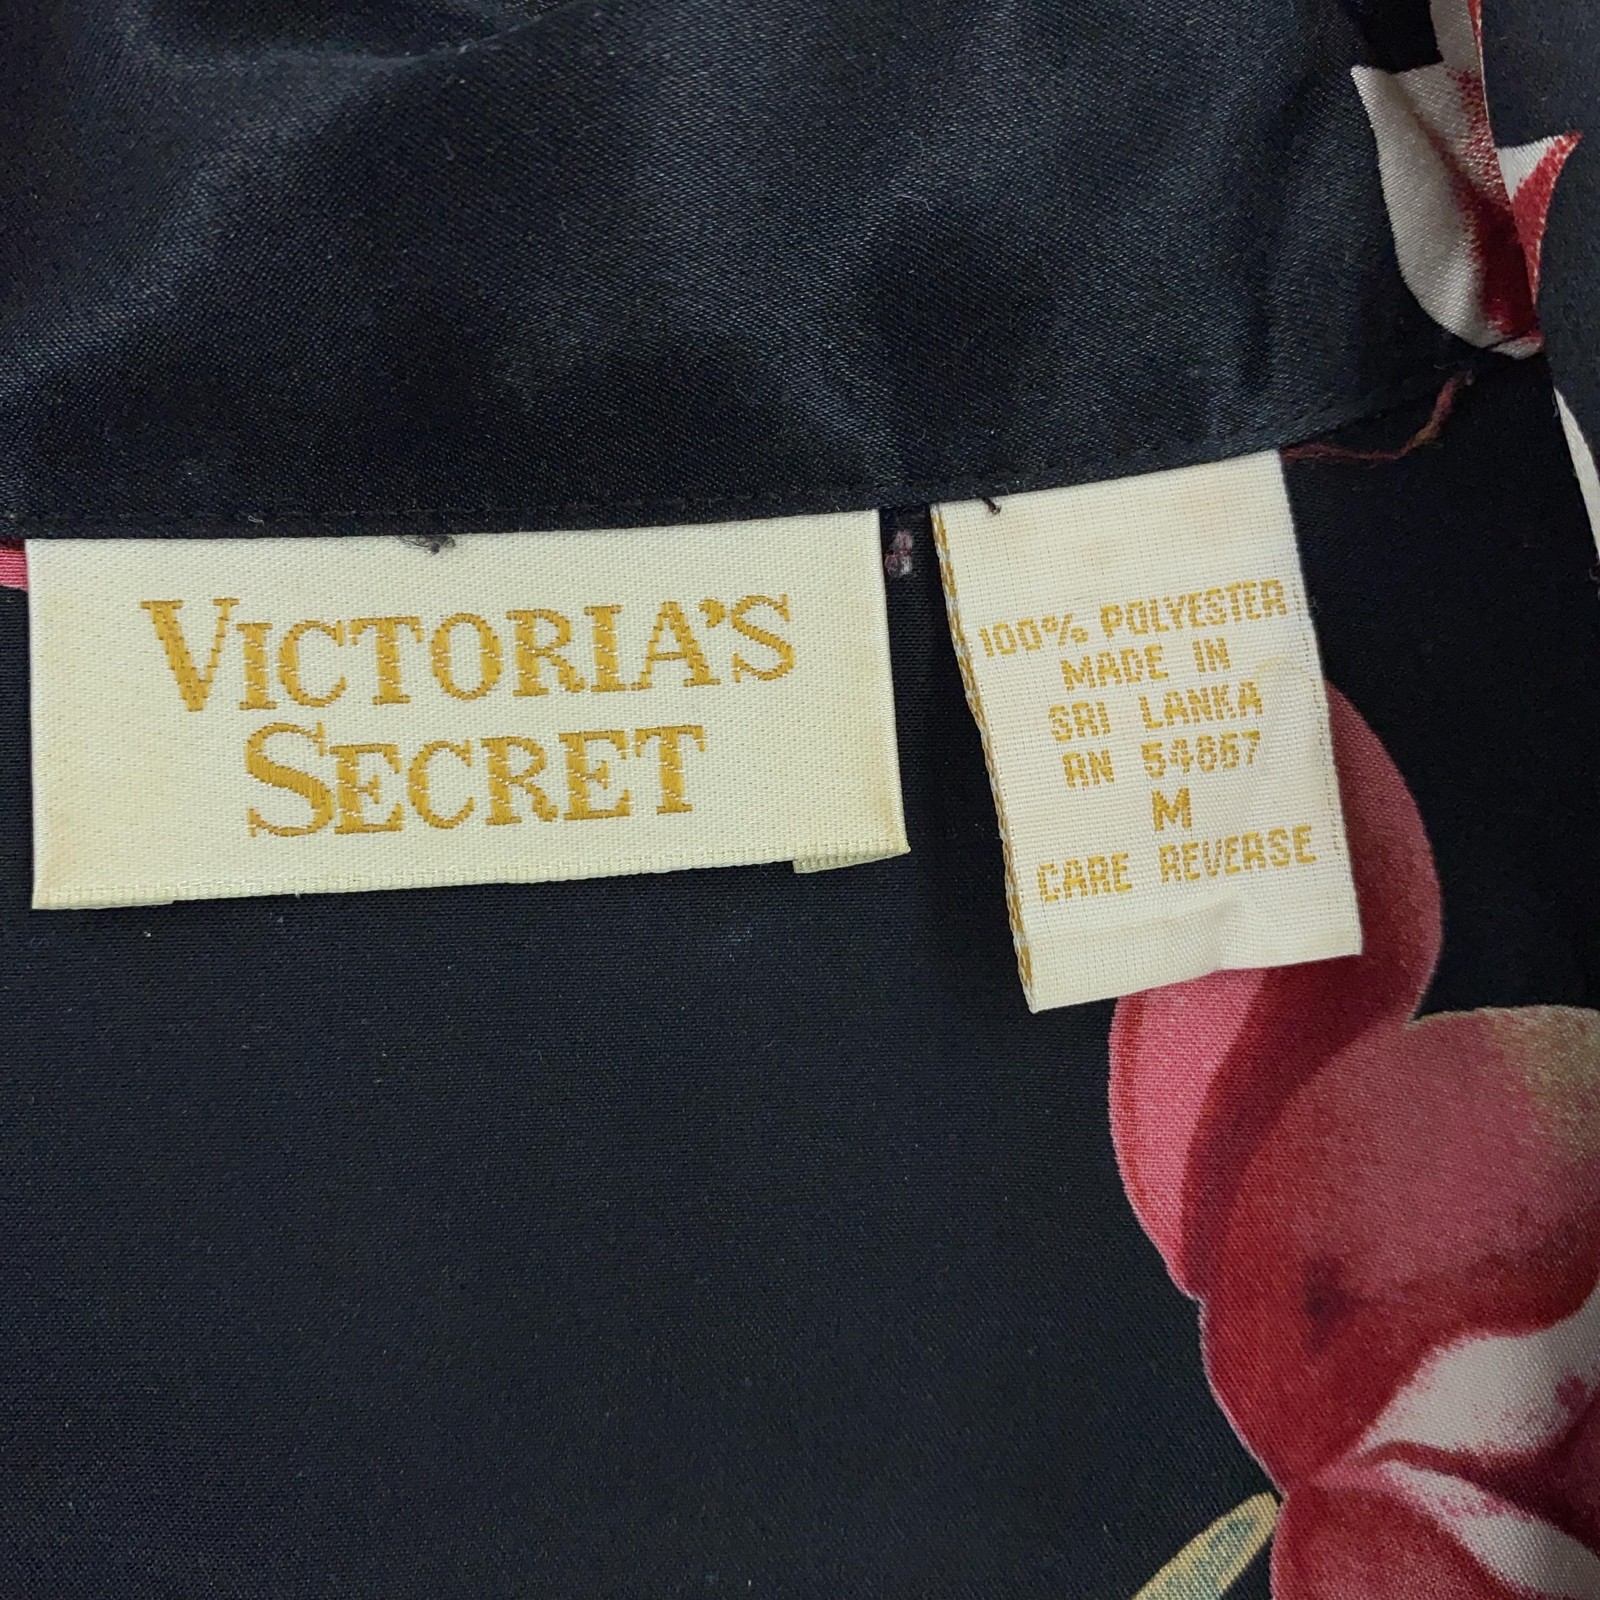 VICTORIA'S
SECRET
100% POLYESTER
MADE IN
SRI LANKA
RN 54867
M
CARE REVERSE